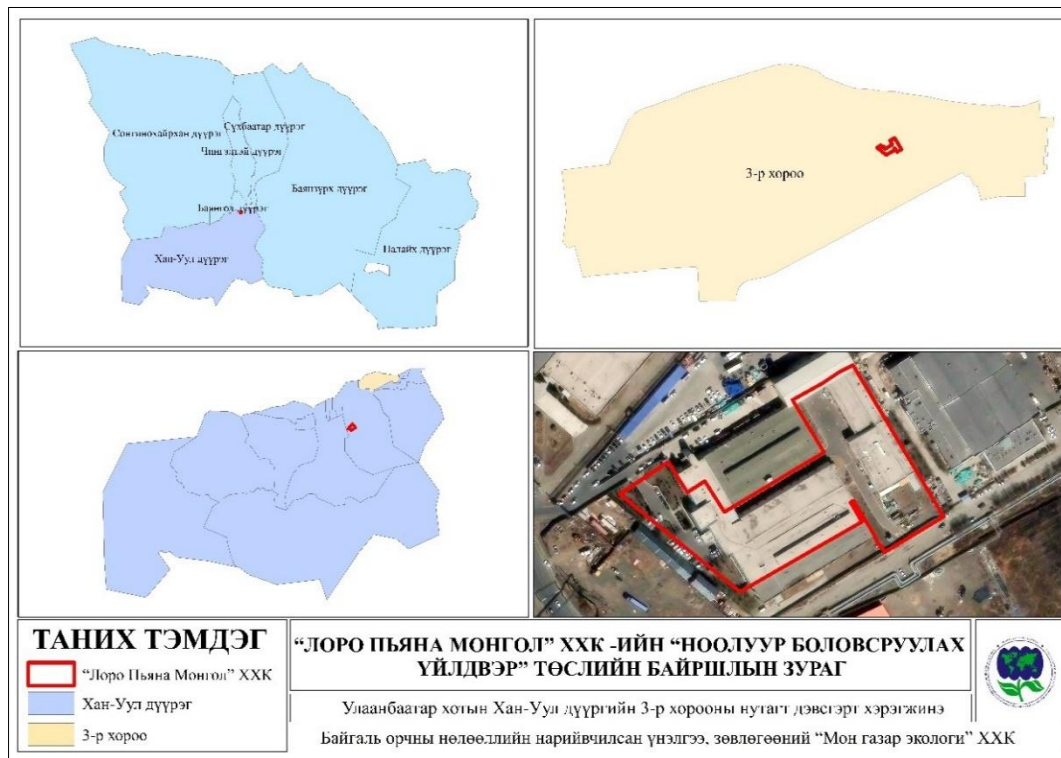 Сонгинохайрхан дүүрэг
Сүхбаатар дүүрэг
Чингэлтэй дүүрэг
Баянзүрх дүүрэг
Баянгол дүүрэг
Налайх дүүрэг
Хан-Уул дүүрэг
3-р хороо
ТАНИХ ТЭМДЭГ
“Лоро Пьяна Монгол” ХХК
Хан-Уул дүүрэг
3-р хороо
“ЛОРО ПЬЯНА МОНГОЛ” ХХК -ИЙН “НООЛУУР БОЛОВСРУУЛАХ
ҮЙЛДВЭР” ТӨСЛИЙН БАЙРШЛЫН ЗУРАГ
Улаанбаатар хотын Хан-Уул дүүргийн 3-р хорооны нутагт дэвсгэрт хэрэгжинэ
Байгаль орчны нөлөөллийн нарийвчилсан үнэлгээ, зөвлөгөөний “Мон газар экологи” ХХК